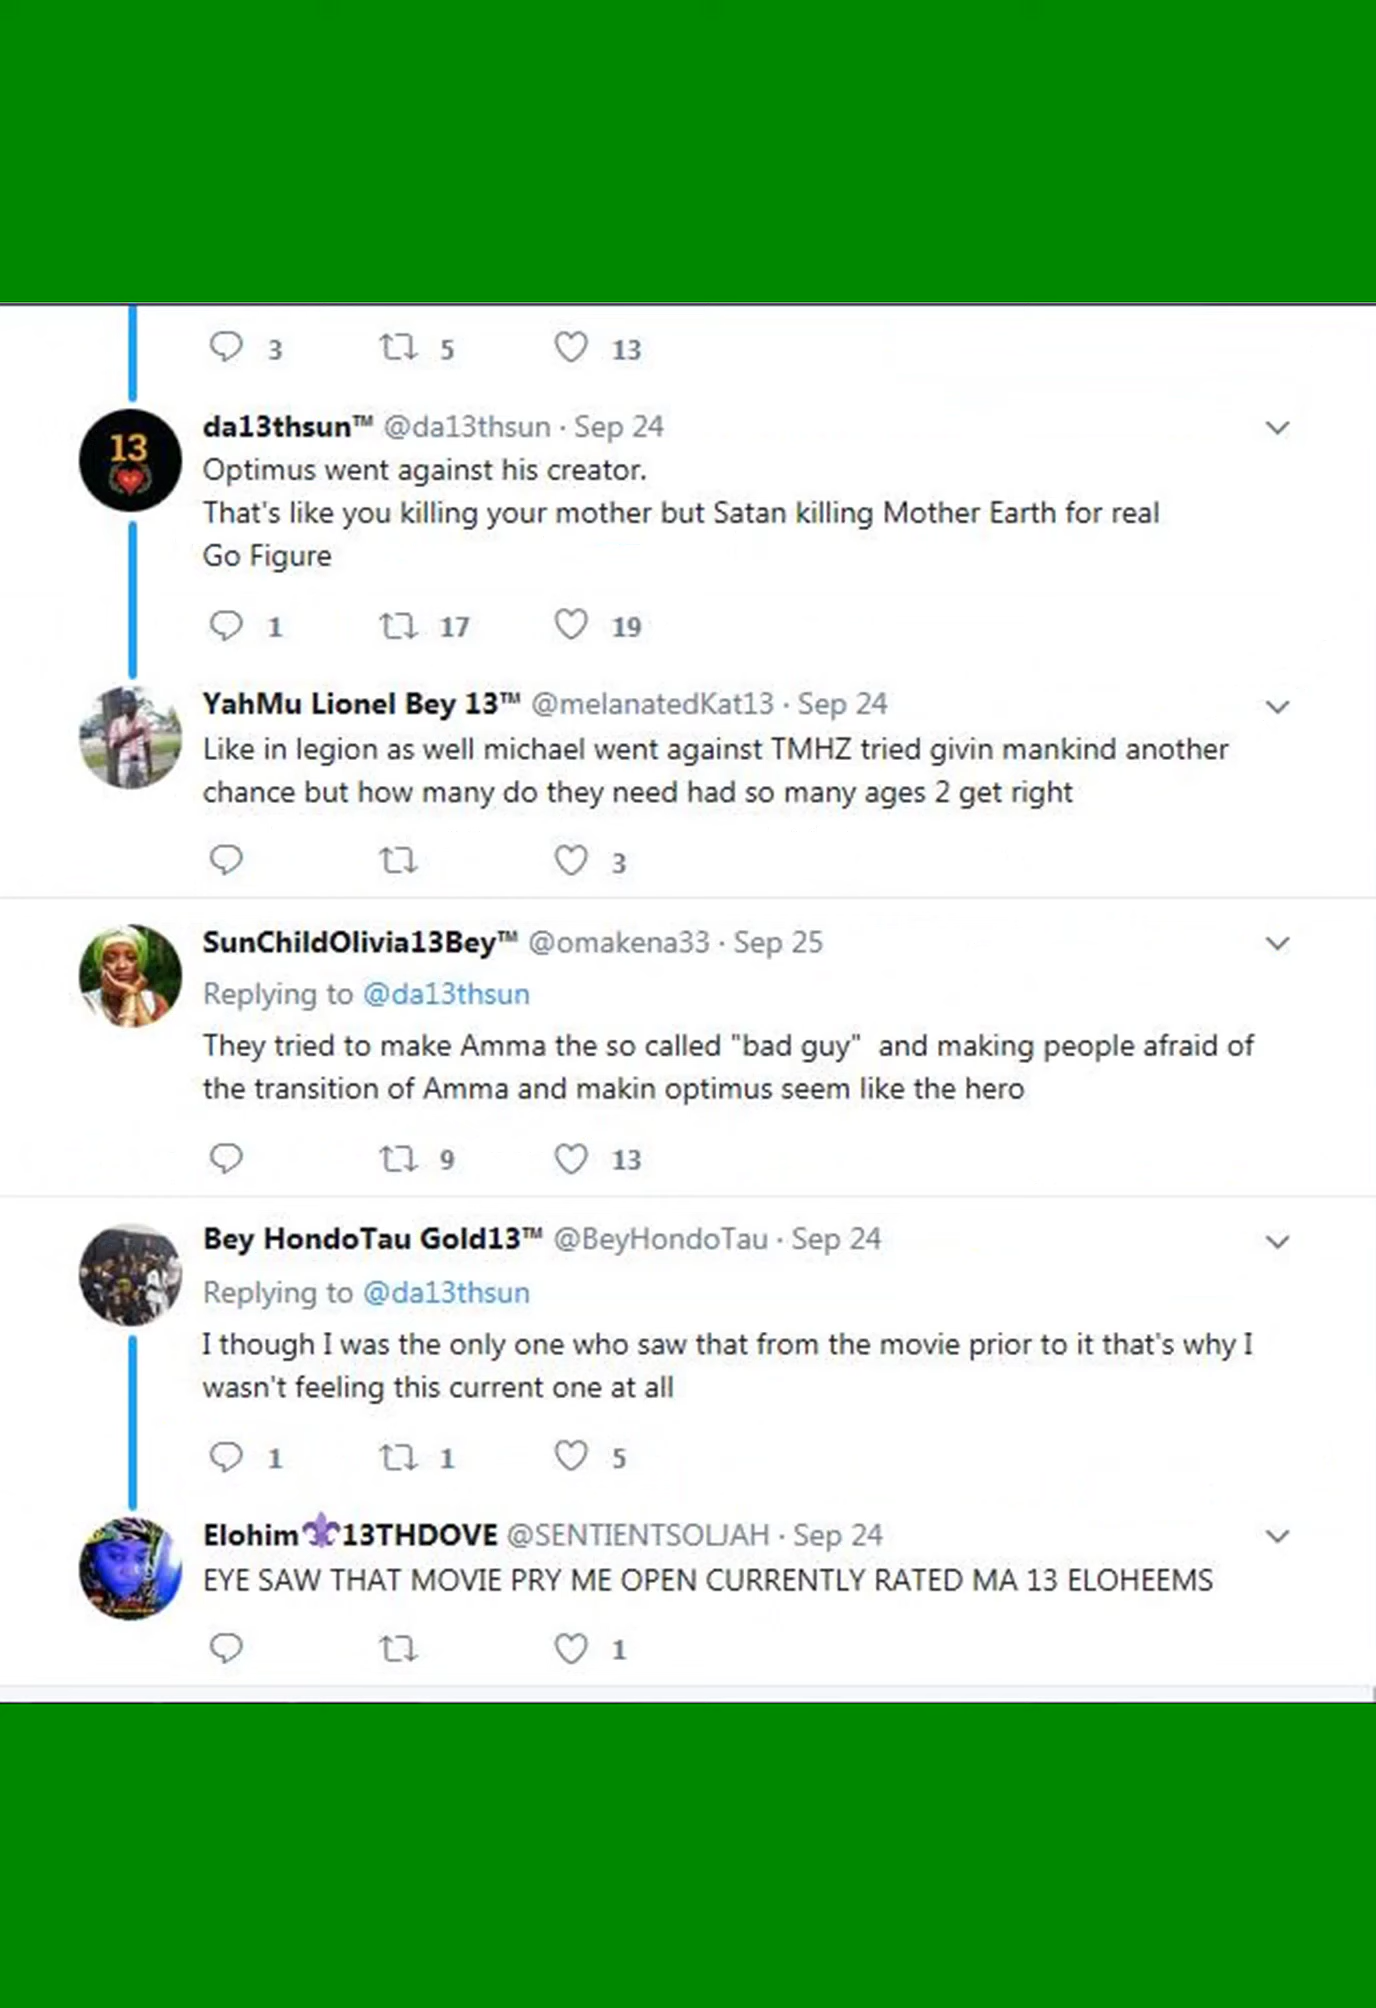 3 5 13
da13thsun™ @da13thsun · Sep 24
13
Optimus went against his creator.
That's like you killing your mother but Satan killing Mother Earth for real
Go Figure
1 17 19
YahMu Lionel Bey 13™ @melanatedKat13 · Sep 24
Like in legion as well michael went against TMHZ tried givin mankind another
chance but how many do they need had so many ages 2 get right
3
SunChildOlivia13Bey™ @omakena33 · Sep 25
Replying to @da13thsun
They tried to make Amma the so called "bad guy"  and making people afraid of
the transition of Amma and makin optimus seem like the hero
9 13
Bey HondoTau Gold13™ @BeyHondoTau · Sep 24
Replying to @da13thsun
I though I was the only one who saw that from the movie prior to it that's why I
wasn't feeling this current one at all
1 1 5
Elohim⚜13THDOVE @SENTIENTSOLJAH · Sep 24
EYE SAW THAT MOVIE PRY ME OPEN CURRENTLY RATED MA 13 ELOHEEMS
1